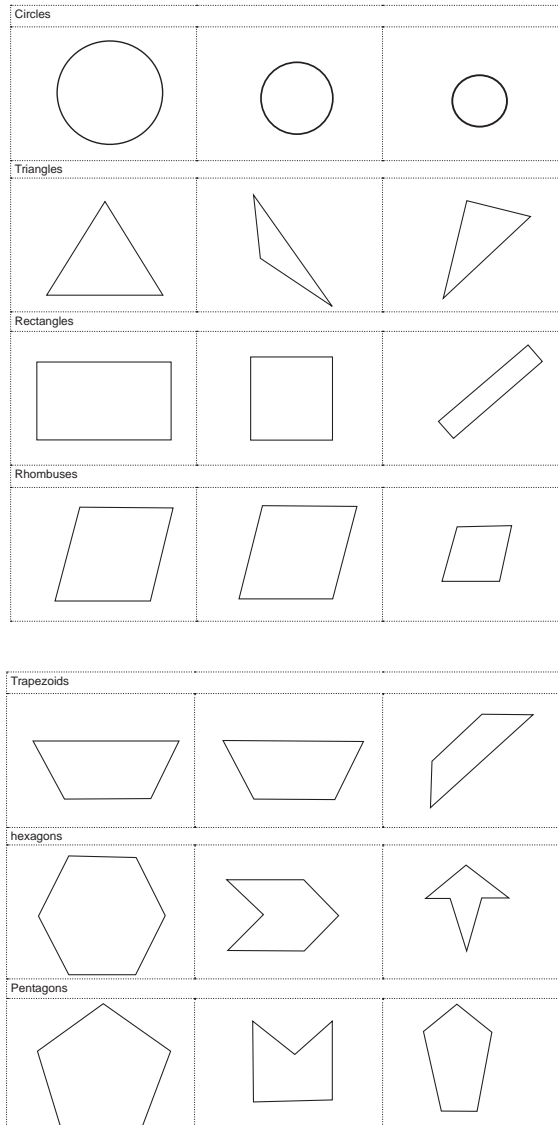 Circles
Triangles
Rectangles
Rhombuses
Trapezoids
hexagons
Pentagons